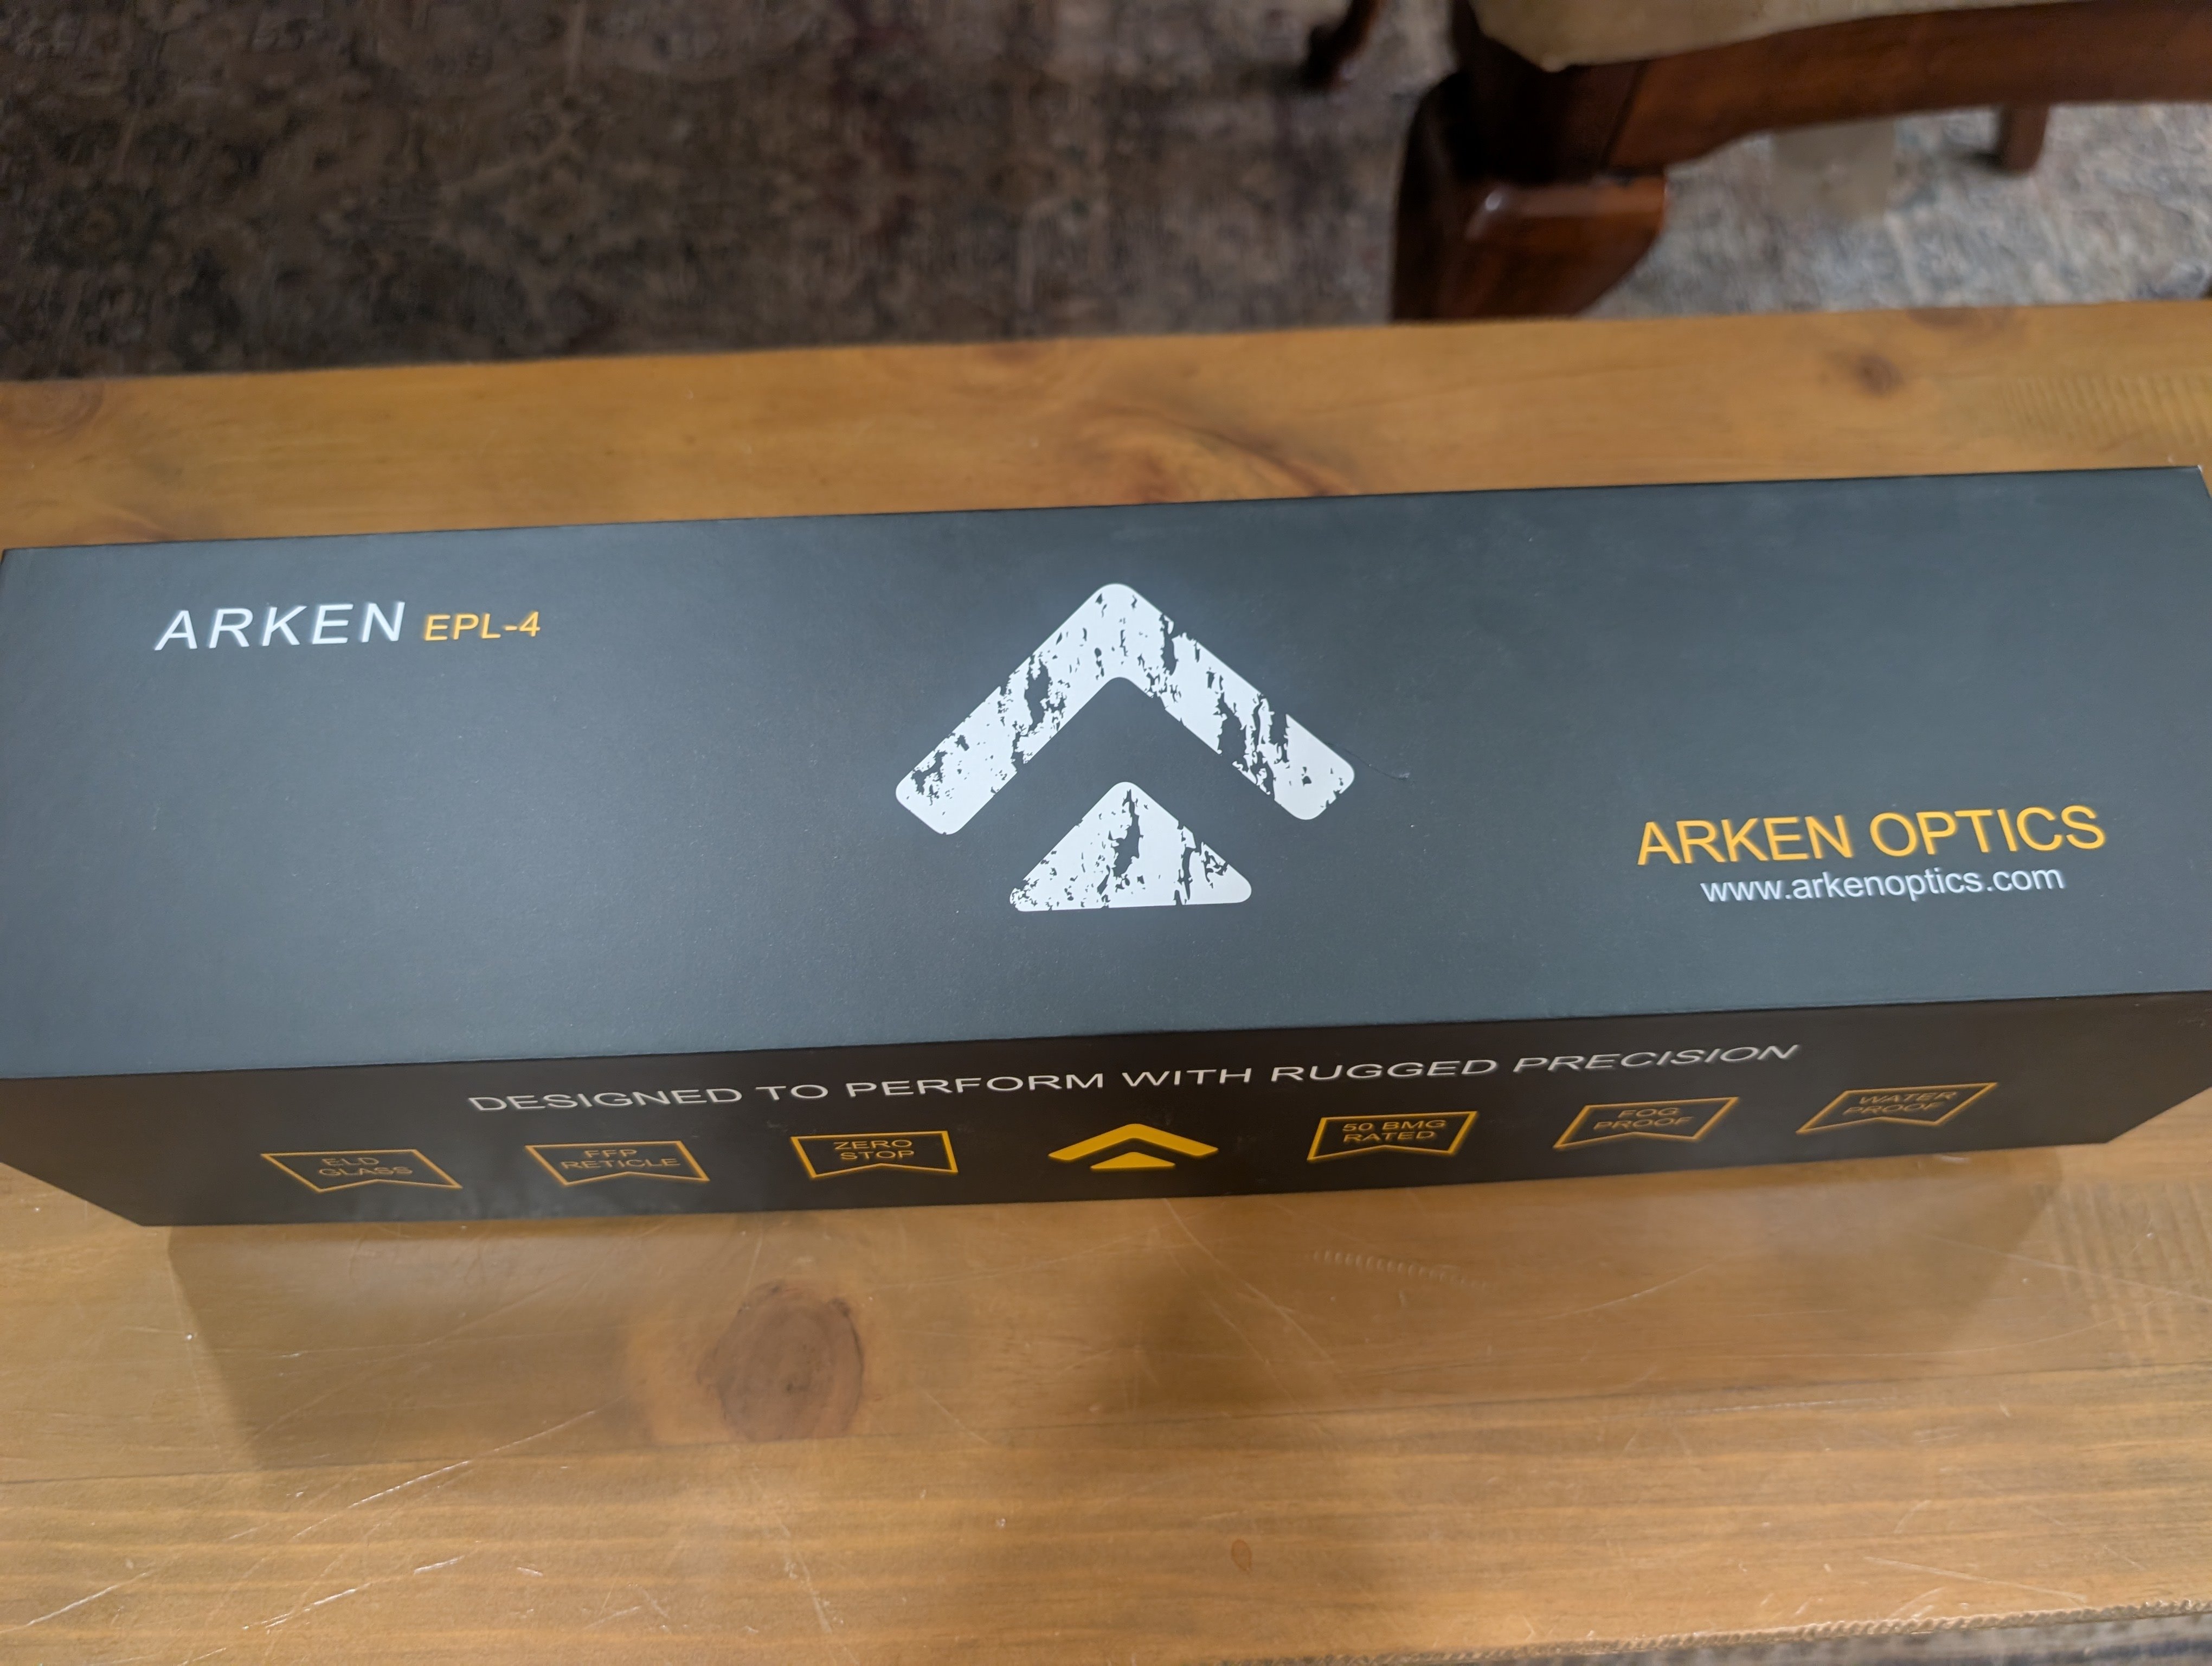 ARKEN EPL-4
ARKEN OPTICS
www.arkenoptics.com
DESIGNED TO PERFORM WITH RUGGED PRECISION
ELD
GLASS
FFP
RETICLE
ZERO
STOP
50 BMG
RATED
FOG
PROOF
WATER
PROOF